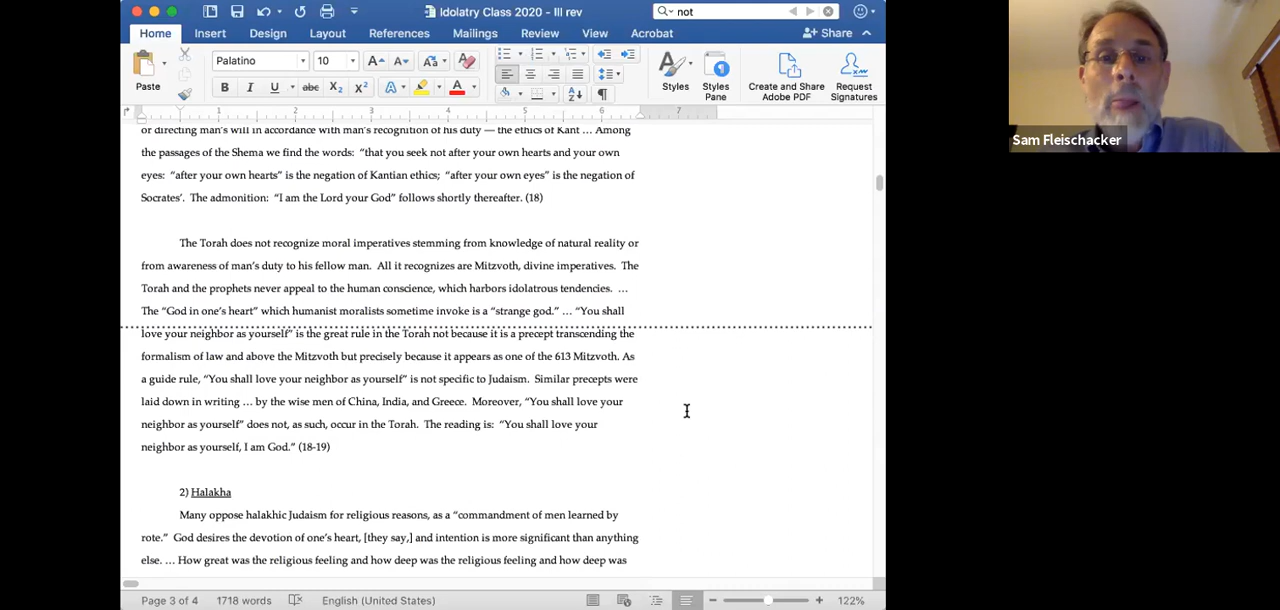 Idolatry Class 2020 - III rev
not
Home Insert Design Layout References Mailings Review View Acrobat Share
Palatino 10
Paste
B I U abc X2 X2 A A
Styles
Styles Pane
Create and Share Adobe PDF
Request Signatures
1 2 3 4 5 6 7
or directing man's will in accordance with man's recognition of his duty — the ethics of Kant … Among
the passages of the Shema we find the words: "that you seek not after your own hearts and your own
eyes: "after your own hearts" is the negation of Kantian ethics; "after your own eyes" is the negation of
Socrates'. The admonition: "I am the Lord your God" follows shortly thereafter. (18)
The Torah does not recognize moral imperatives stemming from knowledge of natural reality or
from awareness of man's duty to his fellow man. All it recognizes are Mitzvoth, divine imperatives. The
Torah and the prophets never appeal to the human conscience, which harbors idolatrous tendencies. …
The "God in one's heart" which humanist moralists sometime invoke is a "strange god." … "You shall
love your neighbor as yourself" is the great rule in the Torah not because it is a precept transcending the
formalism of law and above the Mitzvoth but precisely because it appears as one of the 613 Mitzvoth. As
a guide rule, "You shall love your neighbor as yourself" is not specific to Judaism. Similar precepts were
laid down in writing … by the wise men of China, India, and Greece. Moreover, "You shall love your
neighbor as yourself" does not, as such, occur in the Torah. The reading is: "You shall love your
neighbor as yourself, I am God." (18-19)
2) Halakha
Many oppose halakhic Judaism for religious reasons, as a "commandment of men learned by
rote." God desires the devotion of one's heart, [they say,] and intention is more significant than anything
else. … How great was the religious feeling and how deep was the religious feeling and how deep was
Page 3 of 4 1718 words English (United States) 122%
Sam Fleischacker